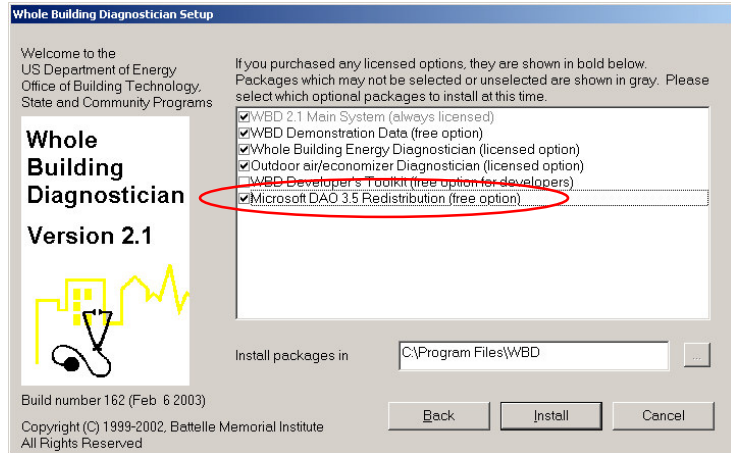 Whole Building Diagnostician Setup
Welcome to the
US Department of Energy
Office of Building Technology,
State and Community Programs
Whole
Building
Diagnostician
Version 2.1
Build number 162 (Feb 6 2003)
Copyright (C) 1999-2002, Battelle Memorial Institute
All Rights Reserved
If you purchased any licensed options, they are shown in bold below.
Packages which may not be selected or unselected are shown in gray. Please
select which optional packages to install at this time.
WBD 2.1 Main System (always licensed)
WBD Demonstration Data (free option)
Whole Building Energy Diagnostician (licensed option)
Outdoor air/economizer Diagnostician (licensed option)
WBD Developer's Toolkit (free option for developers)
Microsoft DAO 3.5 Redistribution (free option)
Install packages in
C:\Program Files\WBD
...
Back
Install
Cancel